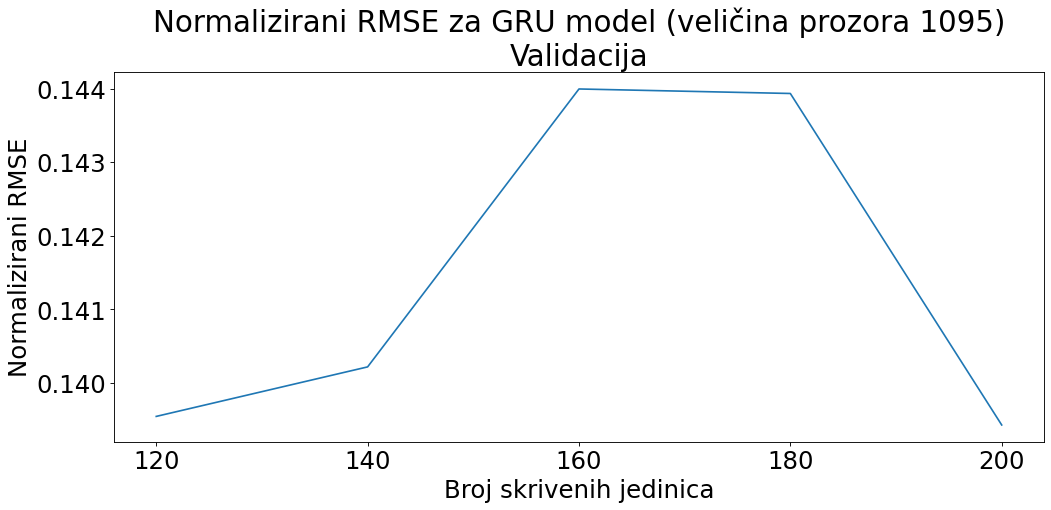 Normalizirani RMSE za GRU model (veličina prozora 1095)
Validacija
Normalizirani RMSE
0.144
0.143
0.142
0.141
0.140
120 140 160 180 200
Broj skrivenih jedinica